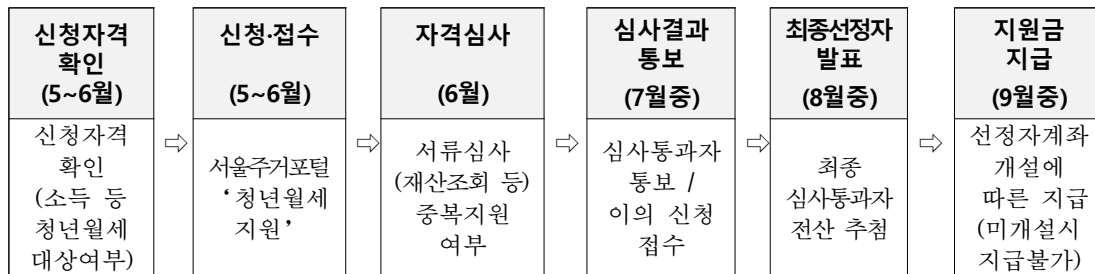 신청자격
확인
(5~6월)
신청자격
확인
(소득 등
청년월세
대상여부)
⇨
신청·접수
(5~6월)
서울주거포털
‘청년월세
지원’
⇨
자격심사
(6월)
서류심사
(재산조회 등)
중복지원
여부
⇨
심사결과
통보
(7월중)
심사통과자
통보 /
이의 신청
접수
⇨
최종선정자
발표
(8월중)
최종
심사통과자
전산 추첨
⇨
지원금
지급
(9월중)
선정자계좌
개설에
따른 지급
(미개설시
지급불가)